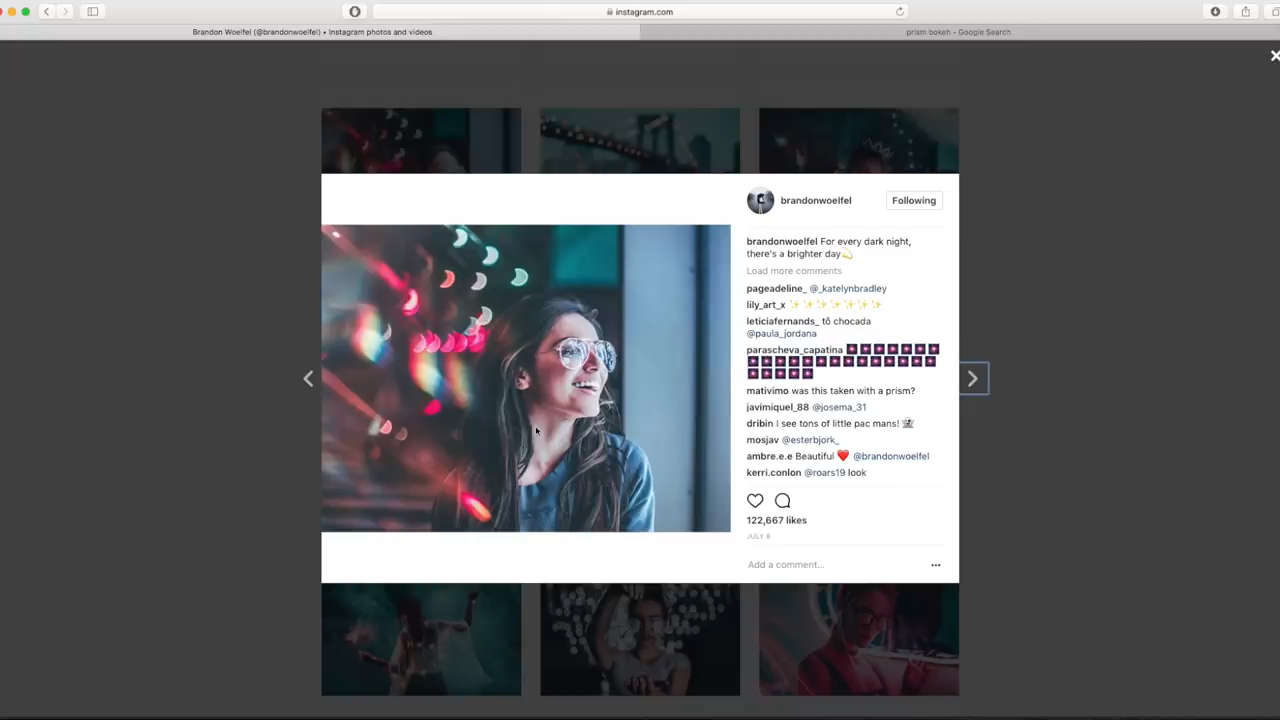 instagram.com
Brandon Woelfel (@brandonwoelfel) • Instagram photos and videos
prism bokeh - Google Search
brandonwoelfel
Following
brandonwoelfel For every dark night,
there's a brighter day💫
Load more comments
pageadeline_ @_katelynbradley
lily_art_x ✨✨✨✨✨✨✨
leticiafernands_ tô chocada
@paula_jordana
parascheva_capatina
mativimo was this taken with a prism?
javimiquel_88 @josema_31
dribin I see tons of little pac mans! 👻
mosjav @esterbjork_
ambre.e.e Beautiful ❤️ @brandonwoelfel
kerri.conlon @roars19 look
122,667 likes
JULY 8
Add a comment...